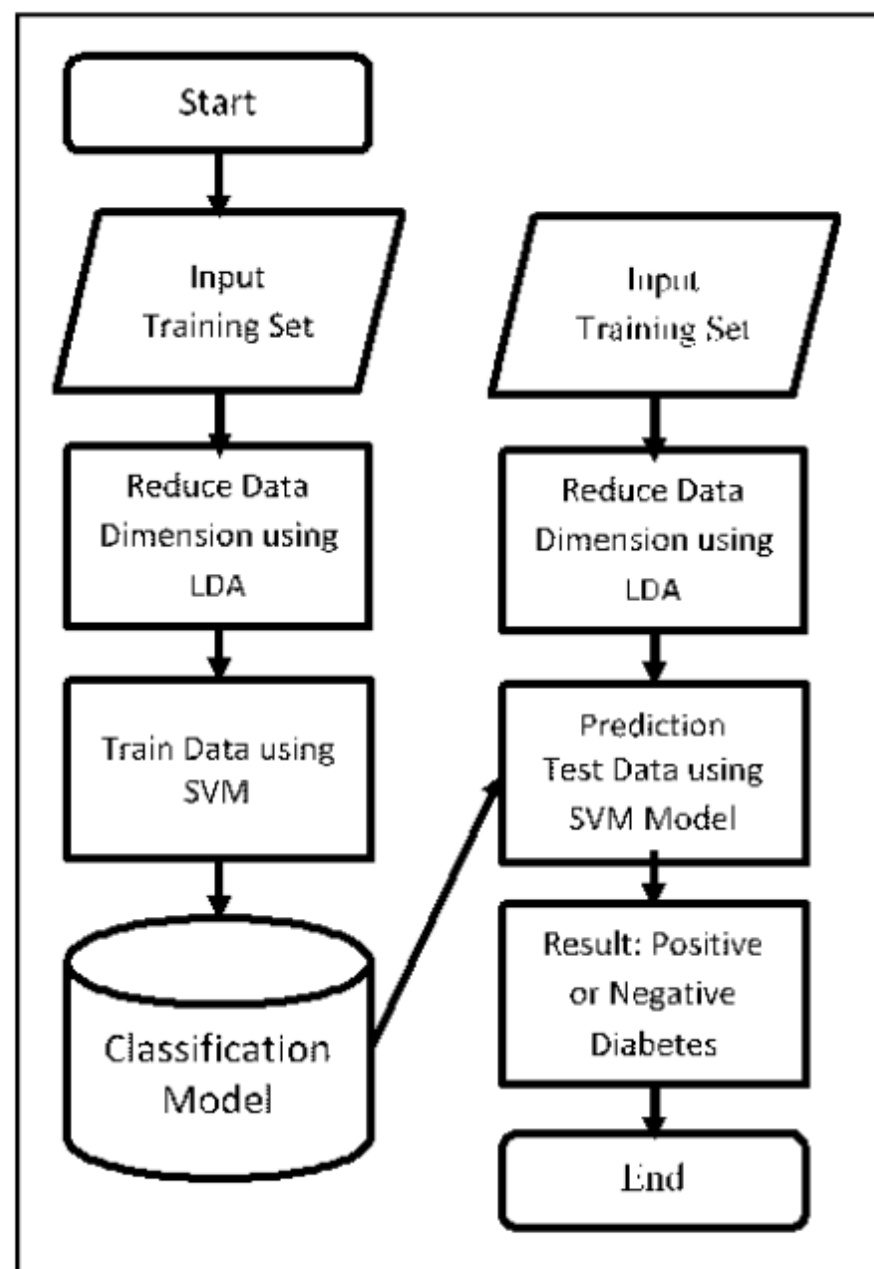 Start
Input
Training Set
Reduce Data
Dimension using
LDA
Train Data using
SVM
Classification
Model
Input
Training Set
Reduce Data
Dimension using
LDA
Prediction
Test Data using
SVM Model
Result: Positive
or Negative
Diabetes
End